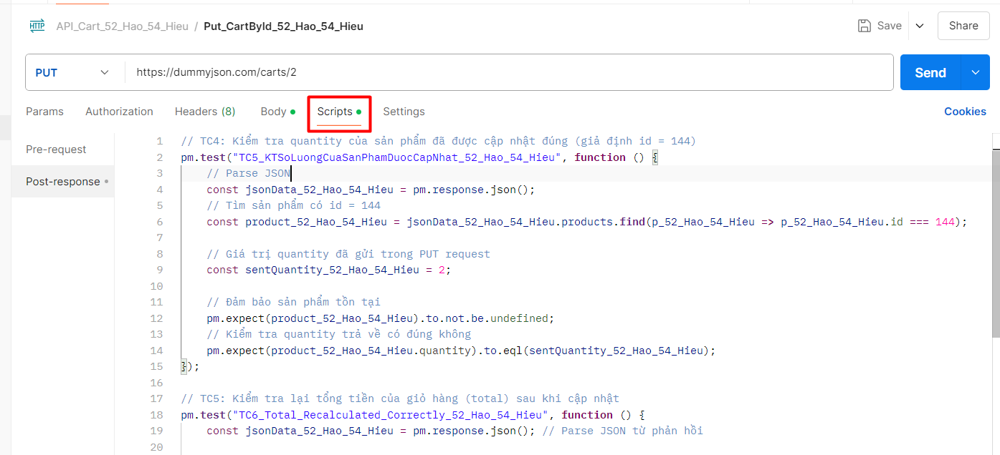 HTTP API_Cart_52_Hao_54_Hieu / Put_CartById_52_Hao_54_Hieu Save Share
PUT https://dummyjson.com/carts/2 Send
Params Authorization Headers (8) Body Scripts Settings Cookies
Pre-request
Post-response
1 // TC4: Kiểm tra quantity của sản phẩm đã được cập nhật đúng (giả định id = 144)
2 pm.test("TC5_KTSoLuongCuaSanPhamDuocCapNhat_52_Hao_54_Hieu", function () {
3 // Parse JSON
4 const jsonData_52_Hao_54_Hieu = pm.response.json();
5 // Tìm sản phẩm có id = 144
6 const product_52_Hao_54_Hieu = jsonData_52_Hao_54_Hieu.products.find(p_52_Hao_54_Hieu => p_52_Hao_54_Hieu.id === 144);
7
8 // Giá trị quantity đã gửi trong PUT request
9 const sentQuantity_52_Hao_54_Hieu = 2;
10
11 // Đảm bảo sản phẩm tồn tại
12 pm.expect(product_52_Hao_54_Hieu).to.not.be.undefined;
13 // Kiểm tra quantity trả về có đúng không
14 pm.expect(product_52_Hao_54_Hieu.quantity).to.eql(sentQuantity_52_Hao_54_Hieu);
15 });
16
17 // TC5: Kiểm tra lại tổng tiền của giỏ hàng (total) sau khi cập nhật
18 pm.test("TC6_Total_Recalculated_Correctly_52_Hao_54_Hieu", function () {
19 const jsonData_52_Hao_54_Hieu = pm.response.json(); // Parse JSON từ phản hồi
20